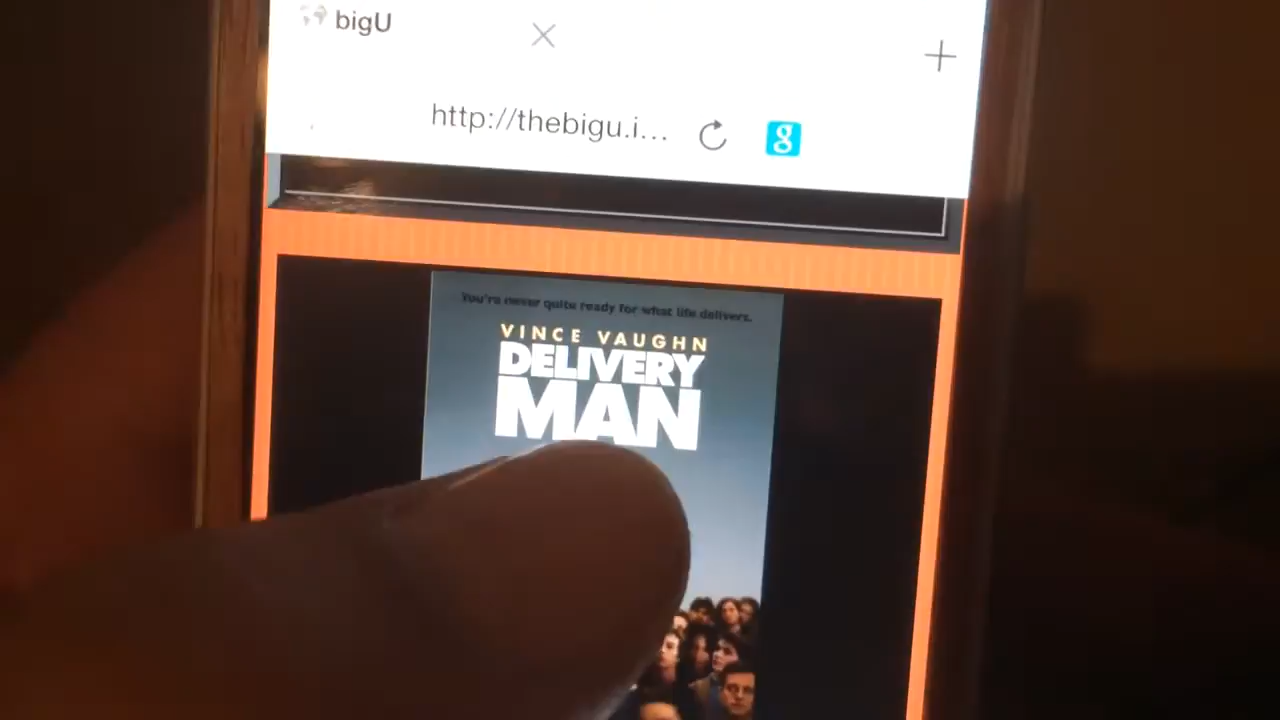 bigU
http://thebigu.i...
g
You're never quite ready for what life delivers.
VINCE VAUGHN
DELIVERY
MAN